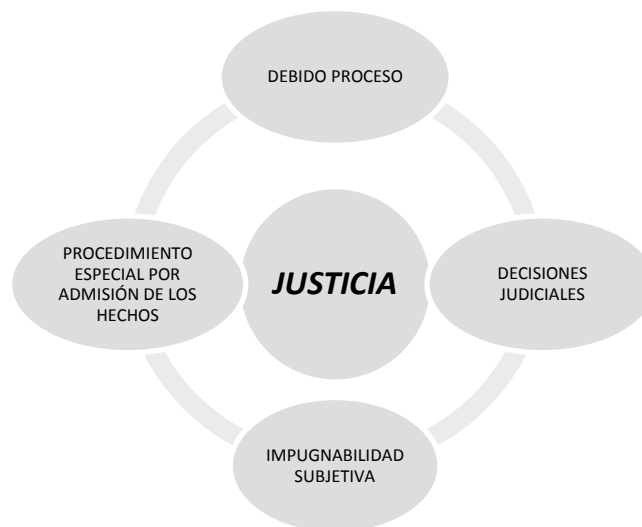 DEBIDO PROCESO
PROCEDIMIENTO
ESPECIAL POR
ADMISIÓN DE LOS
HECHOS
JUSTICIA
DECISIONES
JUDICIALES
IMPUGNABILIDAD
SUBJETIVA